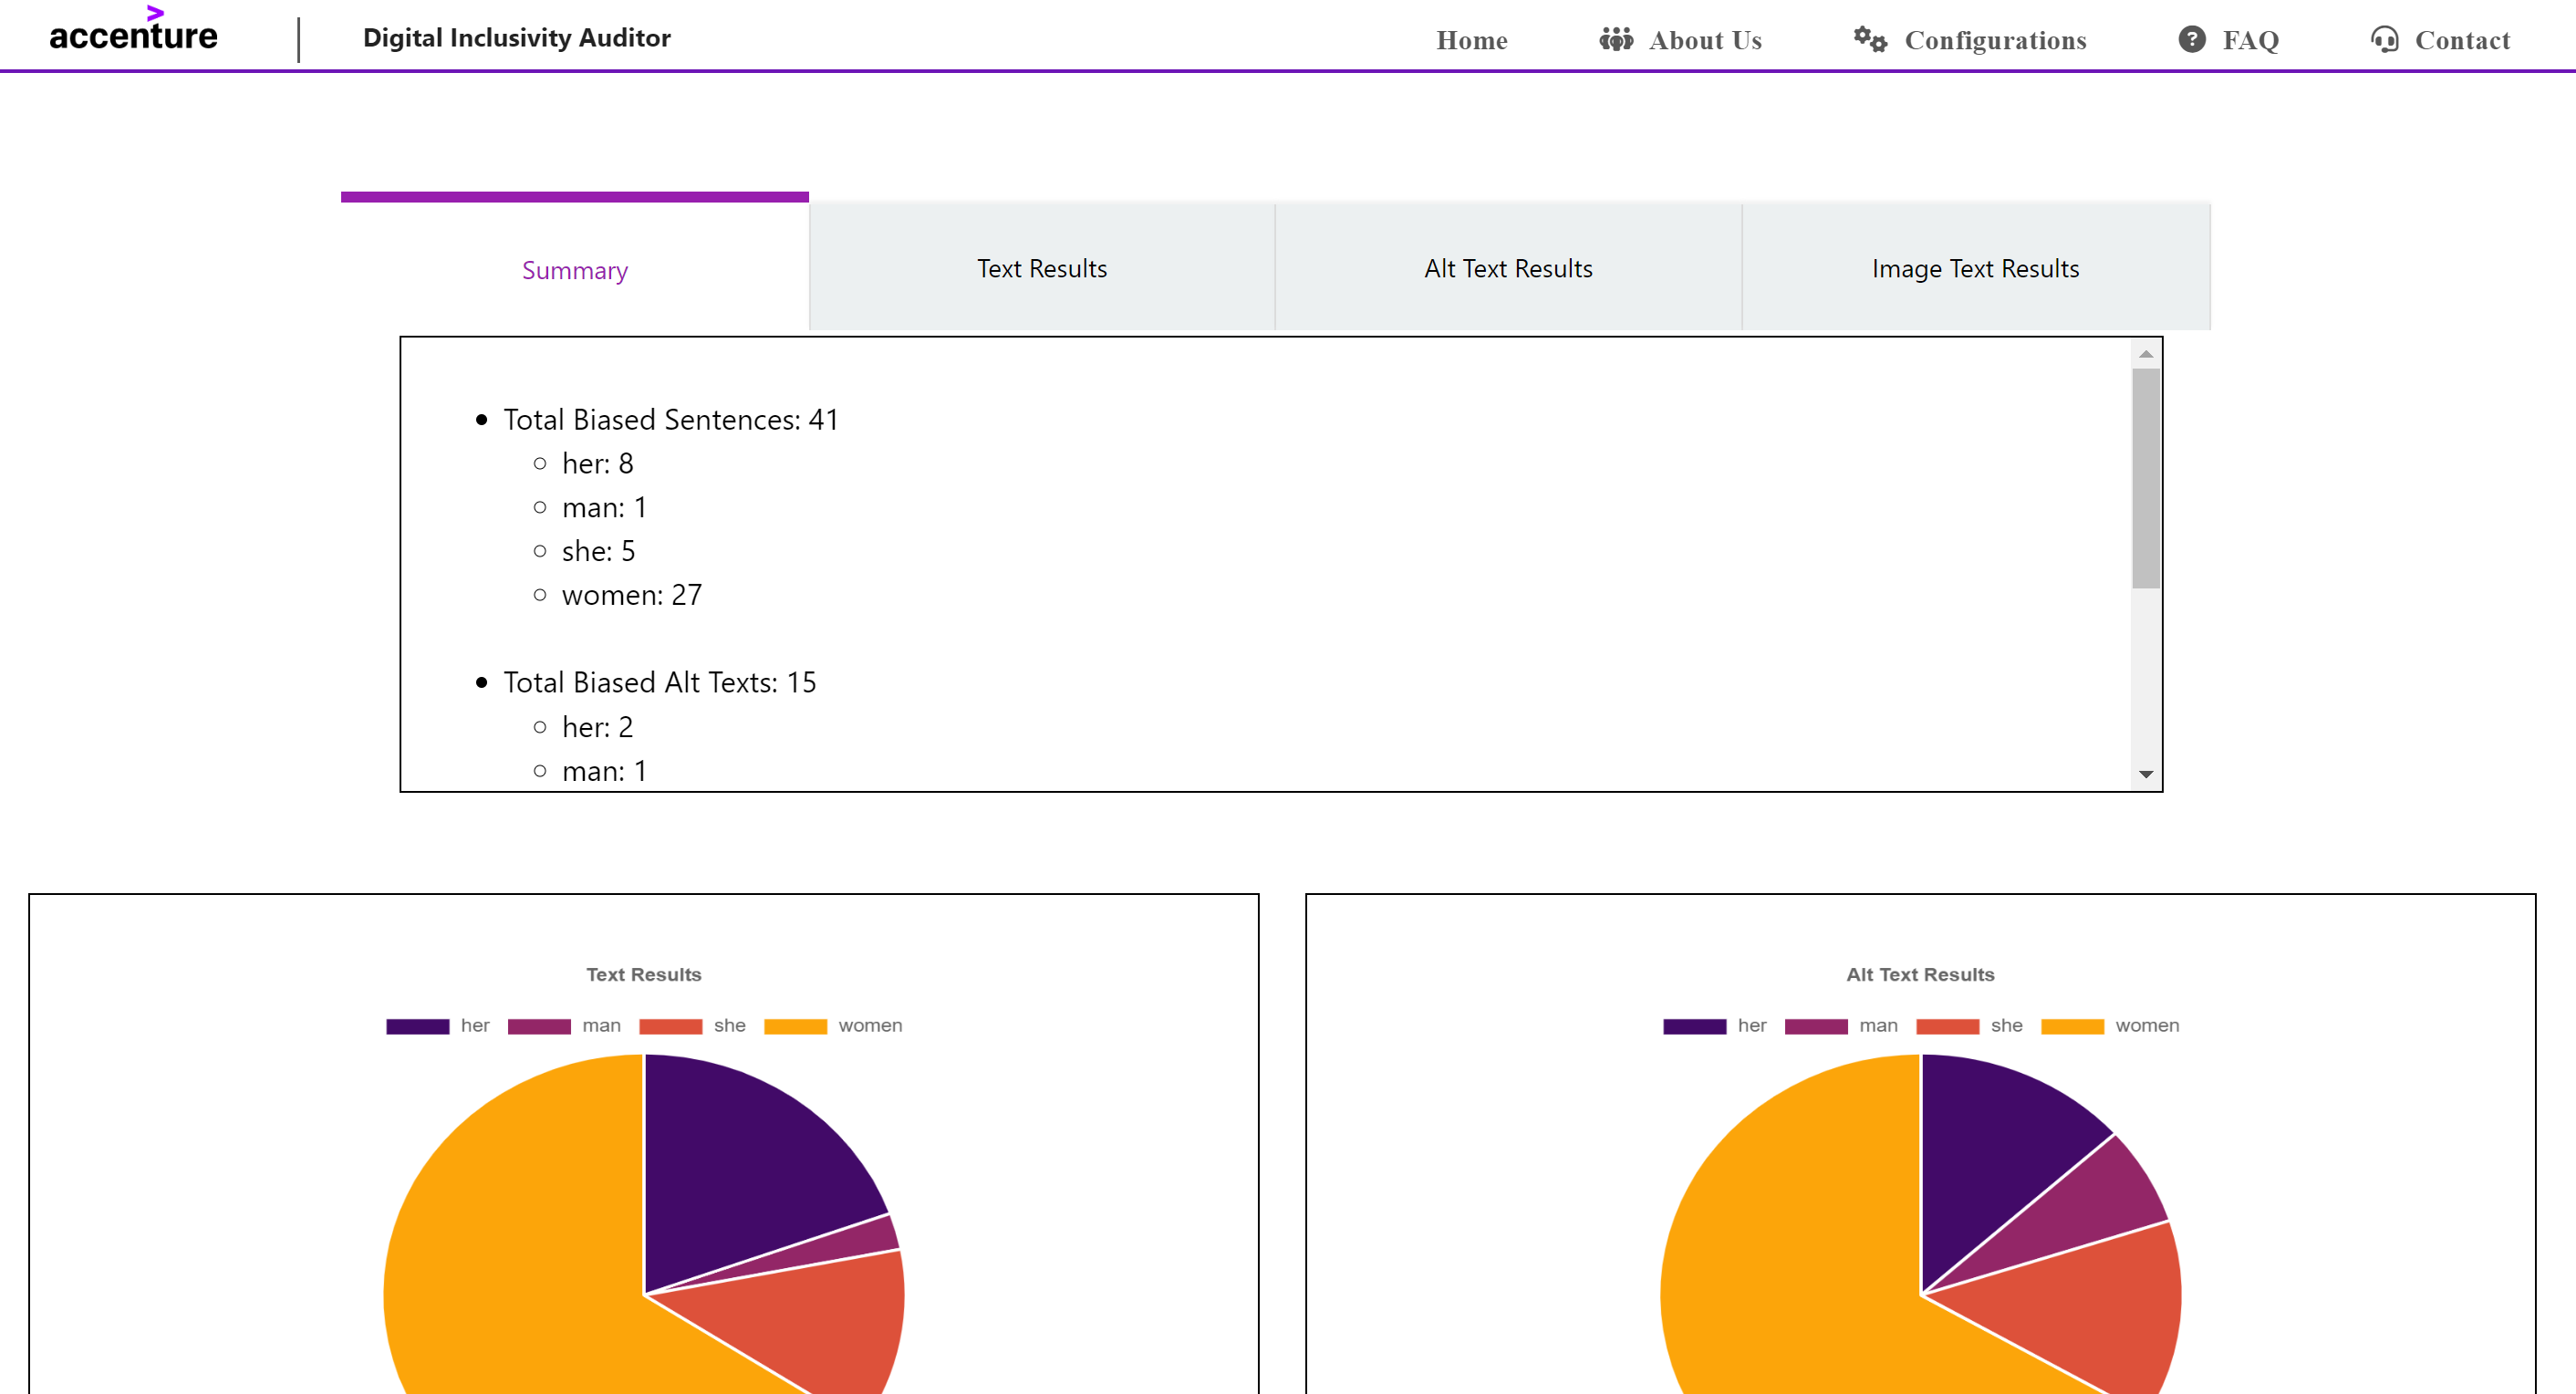 accenture
Digital Inclusivity Auditor
Home
About Us
Configurations
FAQ
Contact
Summary
Text Results
Alt Text Results
Image Text Results
Total Biased Sentences: 41
her: 8
man: 1
she: 5
women: 27
Total Biased Alt Texts: 15
her: 2
man: 1
Text Results
her man she women
Alt Text Results
her man she women